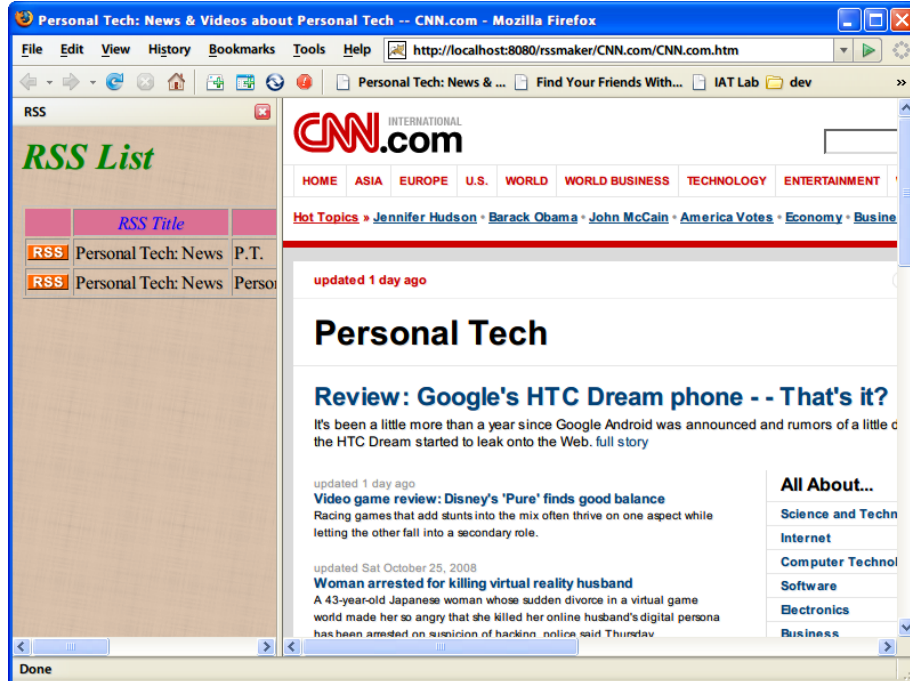 Personal Tech: News & Videos about Personal Tech -- CNN.com - Mozilla Firefox
File Edit View History Bookmarks Tools Help http://localhost:8080/rssmaker/CNN.com/CNN.com.htm
Personal Tech: News & ... Find Your Friends With... IAT Lab dev »
RSS
RSS List
RSS Title
RSS Personal Tech: News P.T.
RSS Personal Tech: News
CNN.com INTERNATIONAL
HOME ASIA EUROPE U.S. WORLD WORLD BUSINESS TECHNOLOGY ENTERTAINMENT
Hot Topics » Jennifer Hudson • Barack Obama • John McCain • America Votes • Economy •
updated 1 day ago
Personal Tech
Review: Google's HTC Dream phone - - That's it?
It's been a little more than a year since Google Android was announced and rumors of a little
the HTC Dream started to leak onto the Web. full story
updated 1 day ago
Video game review: Disney's 'Pure' finds good balance
Racing games that add stunts into the mix often thrive on one aspect while
letting the other fall into a secondary role.
updated Sat October 25, 2008
Woman arrested for killing virtual reality husband
A 43-year-old Japanese woman whose sudden divorce in a virtual game
world made her so angry that she killed her online husband's digital persona
has been arrested on suspicion of hacking, police said Thursday
All About...
Science and
Internet
Computer
Software
Electronics
Business
Done